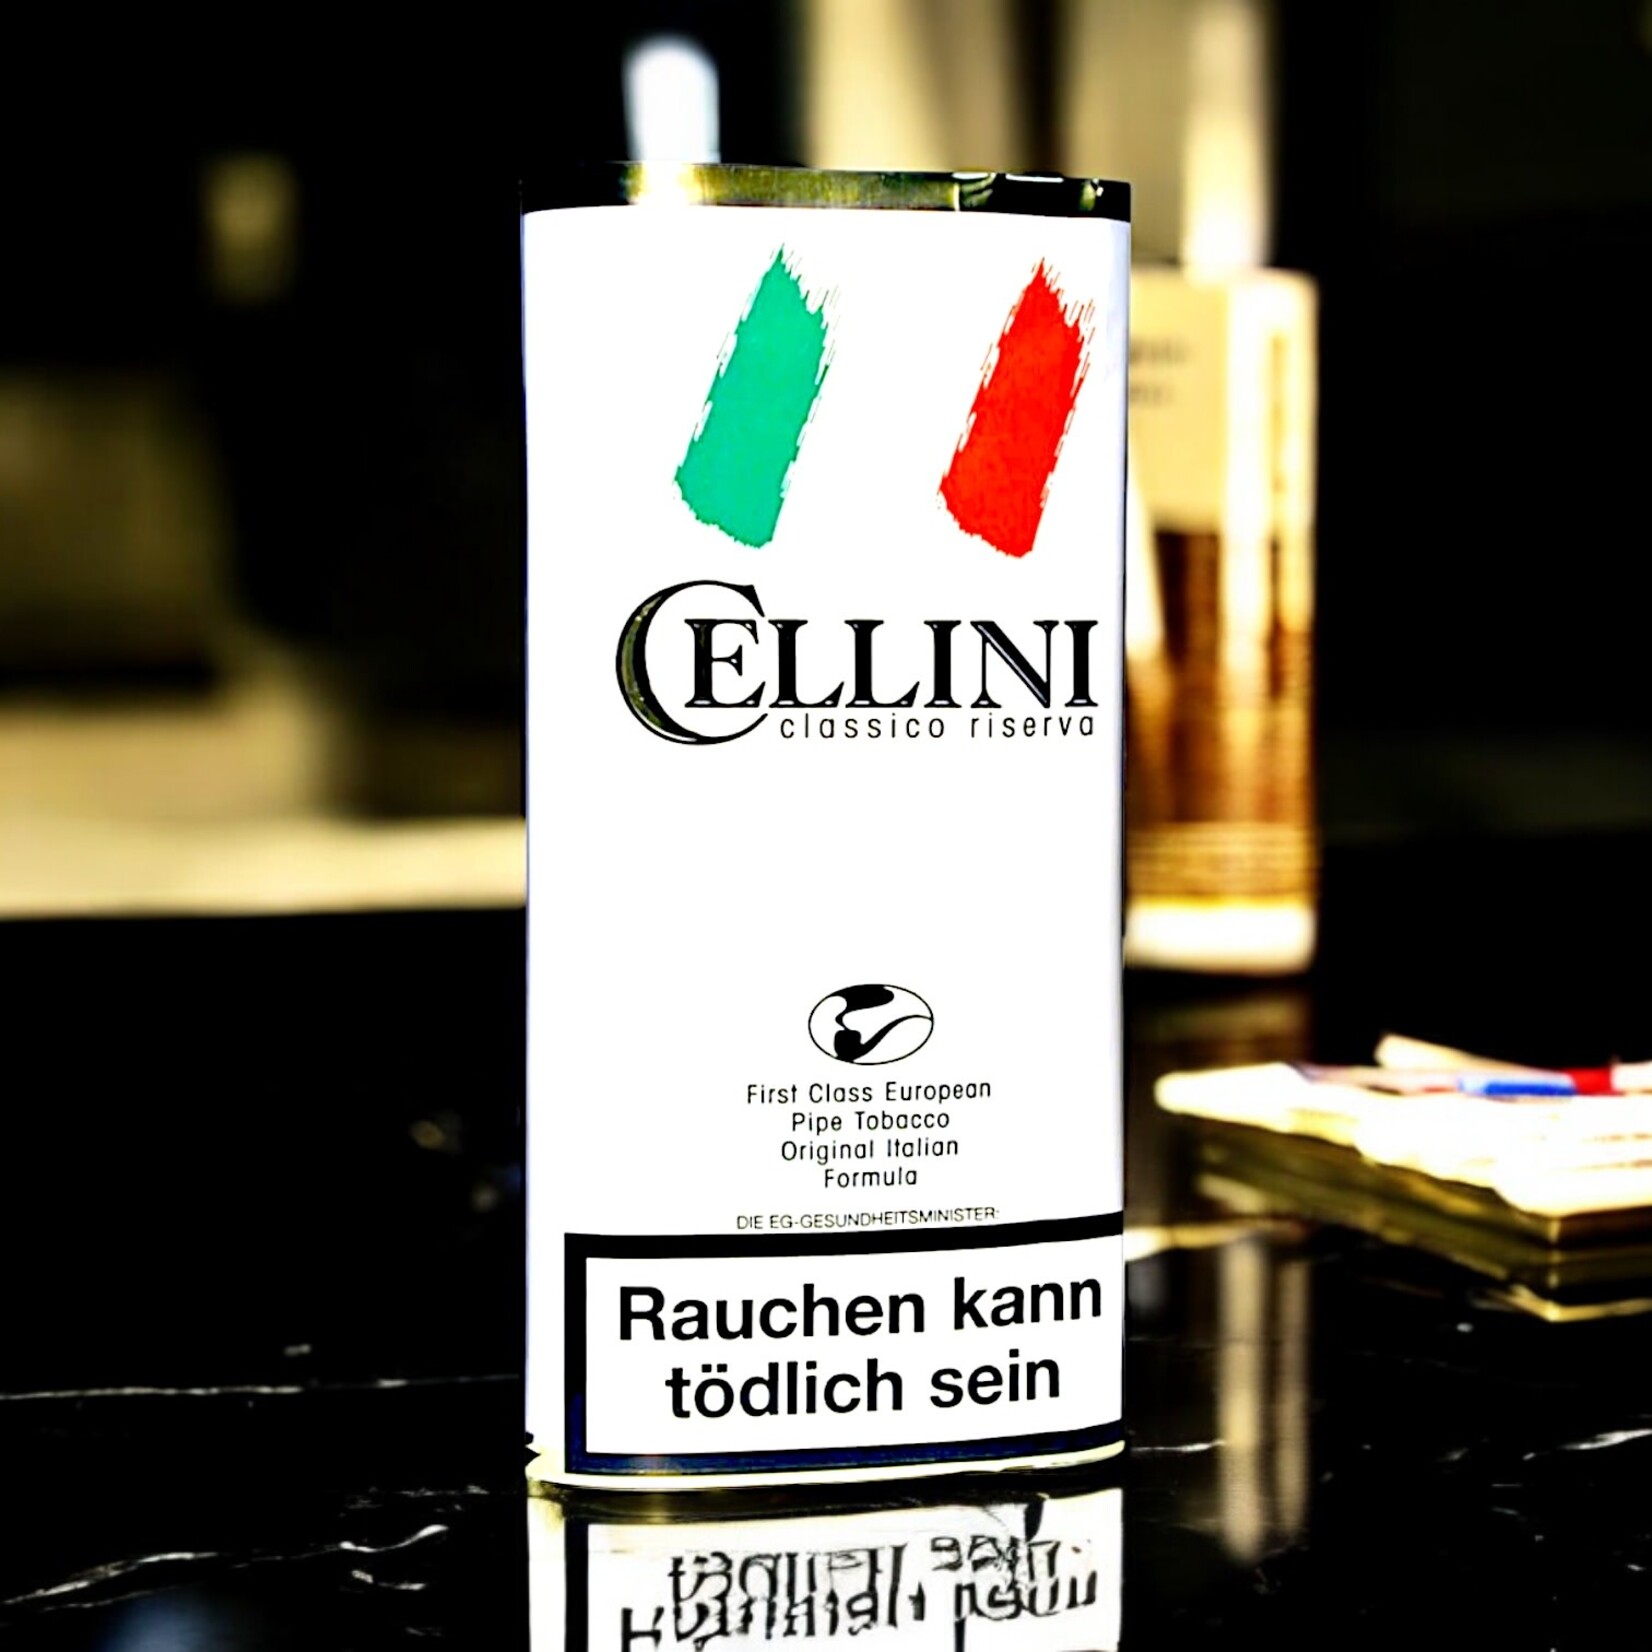 CELLINI
classico riserva
First Class European
Pipe Tobacco
Original Italian
Formula
DIE EG-GESUNDHEITSMINISTER:
Rauchen kann
tödlich sein